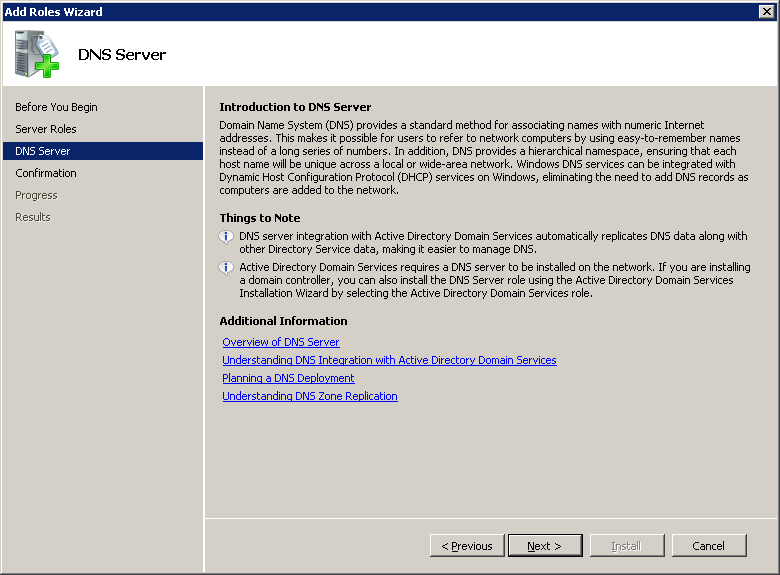 Add Roles Wizard
DNS Server
Before You Begin
Server Roles
DNS Server
Confirmation
Progress
Results
Introduction to DNS Server
Domain Name System (DNS) provides a standard method for associating names with numeric Internet
addresses. This makes it possible for users to refer to network computers by using easy-to-remember names
instead of a long series of numbers. In addition, DNS provides a hierarchical namespace, ensuring that each
host name will be unique across a local or wide-area network. Windows DNS services can be integrated with
Dynamic Host Configuration Protocol (DHCP) services on Windows, eliminating the need to add DNS records as
computers are added to the network.
Things to Note
DNS server integration with Active Directory Domain Services automatically replicates DNS data along with
other Directory Service data, making it easier to manage DNS.
Active Directory Domain Services requires a DNS server to be installed on the network. If you are installing
a domain controller, you can also install the DNS Server role using the Active Directory Domain Services
Installation Wizard by selecting the Active Directory Domain Services role.
Additional Information
Overview of DNS Server
Understanding DNS Integration with Active Directory Domain Services
Planning a DNS Deployment
Understanding DNS Zone Replication
< Previous
Next >
Install
Cancel